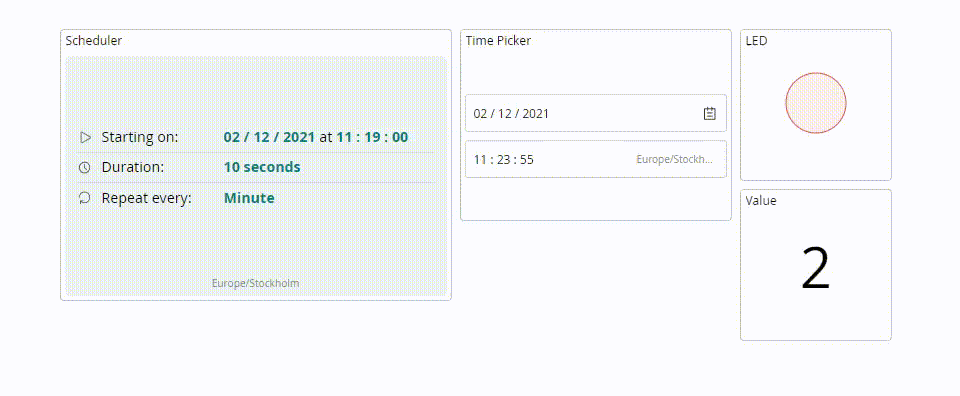 Scheduler
Starting on: 02 / 12 / 2021 at 11 : 19 : 00
Duration: 10 seconds
Repeat every: Minute
Europe/Stockholm
Time Picker
02 / 12 / 2021
11 : 23 : 55 Europe/Stockh...
LED
Value
2